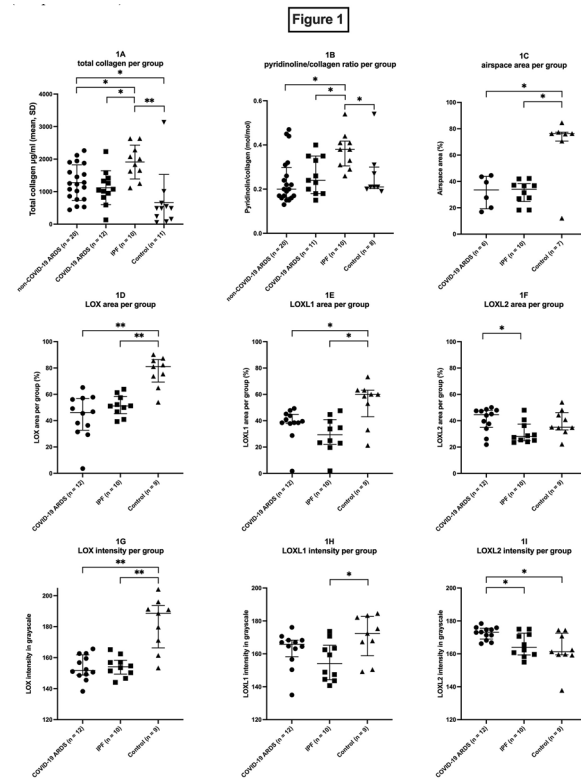 Figure 1
1A
total collagen per group
Total collagen µg/ml (mean, SD)
4000
3000
2000
1000
0
*
*
*
**
non-COVID-19 ARDS (n = 20)
COVID-19 ARDS (n = 12)
IPF (n = 10)
Control (n = 11)
1B
pyridinoline/collagen ratio per group
Pyridinoline/collagen (mol/mol)
0.6
0.4
0.2
0.0
*
*
*
non-COVID-19 ARDS (n = 20)
COVID-19 ARDS (n = 11)
IPF (n = 10)
Control (n = 8)
1C
airspace area per group
Airspace area (%)
100
80
60
40
20
0
*
*
COVID-19 ARDS (n = 6)
IPF (n = 10)
Control (n = 7)
1D
LOX area per group
LOX area per group (%)
100
80
60
40
20
0
**
**
COVID-19 ARDS (n = 12)
IPF (n = 10)
Control (n = 9)
1E
LOXL1 area per group
LOXL1 area per group (%)
100
80
60
40
20
0
*
*
COVID-19 ARDS (n = 12)
IPF (n = 10)
Control (n = 9)
1F
LOXL2 area per group
LOXL2 area per group (%)
100
80
60
40
20
0
*
COVID-19 ARDS (n = 12)
IPF (n = 10)
Control (n = 9)
1G
LOX intensity per group
LOX intensity in grayscale
200
180
160
140
120
**
**
COVID-19 ARDS (n = 12)
IPF (n = 10)
Control (n = 9)
1H
LOXL1 intensity per group
LOXL1 intensity in grayscale
200
180
160
140
120
*
COVID-19 ARDS (n = 12)
IPF (n = 10)
Control (n = 9)
1I
LOXL2 intensity per group
LOXL2 intensity in grayscale
200
180
160
140
120
*
*
COVID-19 ARDS (n = 12)
IPF (n = 10)
Control (n = 9)